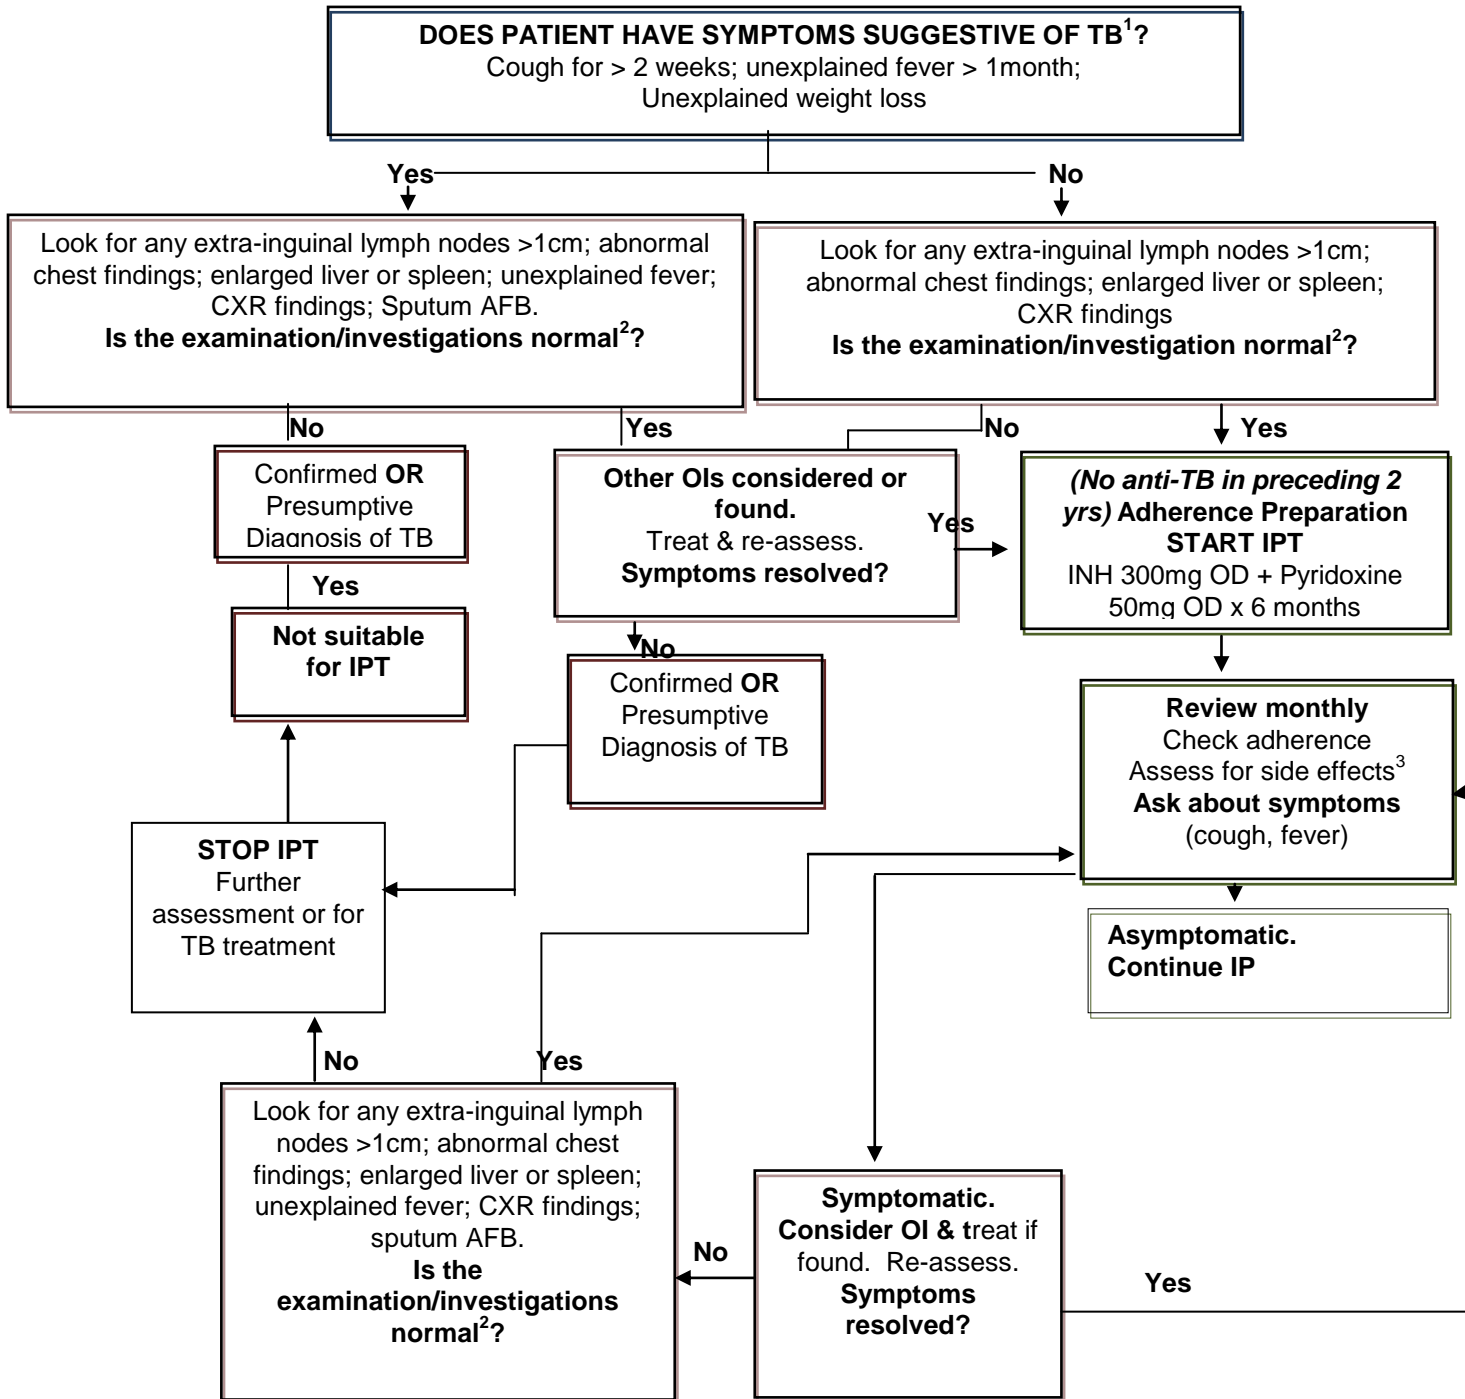 DOES PATIENT HAVE SYMPTOMS SUGGESTIVE OF TB¹?
Cough for > 2 weeks; unexplained fever > 1month;
Unexplained weight loss
Yes
No
Look for any extra-inguinal lymph nodes >1cm; abnormal
chest findings; enlarged liver or spleen; unexplained fever;
CXR findings; Sputum AFB.
Is the examination/investigations normal²?
Look for any extra-inguinal lymph nodes >1cm;
abnormal chest findings; enlarged liver or spleen;
CXR findings
Is the examination/investigation normal²?
No
Yes
No
Yes
Confirmed OR
Presumptive
Diagnosis of TB
Other OIs considered or
found.
Treat & re-assess.
Symptoms resolved?
Yes
(No anti-TB in preceding 2
yrs) Adherence Preparation
START IPT
INH 300mg OD + Pyridoxine
50mg OD x 6 months
Yes
Not suitable
for IPT
No
Confirmed OR
Presumptive
Diagnosis of TB
Review monthly
Check adherence
Assess for side effects³
Ask about symptoms
(cough, fever)
STOP IPT
Further
assessment or for
TB treatment
Asymptomatic.
Continue IP
No
Yes
Look for any extra-inguinal lymph
nodes >1cm; abnormal chest
findings; enlarged liver or spleen;
unexplained fever; CXR findings;
sputum AFB.
Is the
examination/investigations
normal²?
No
Symptomatic.
Consider OI & treat if
found. Re-assess.
Symptoms
resolved?
Yes